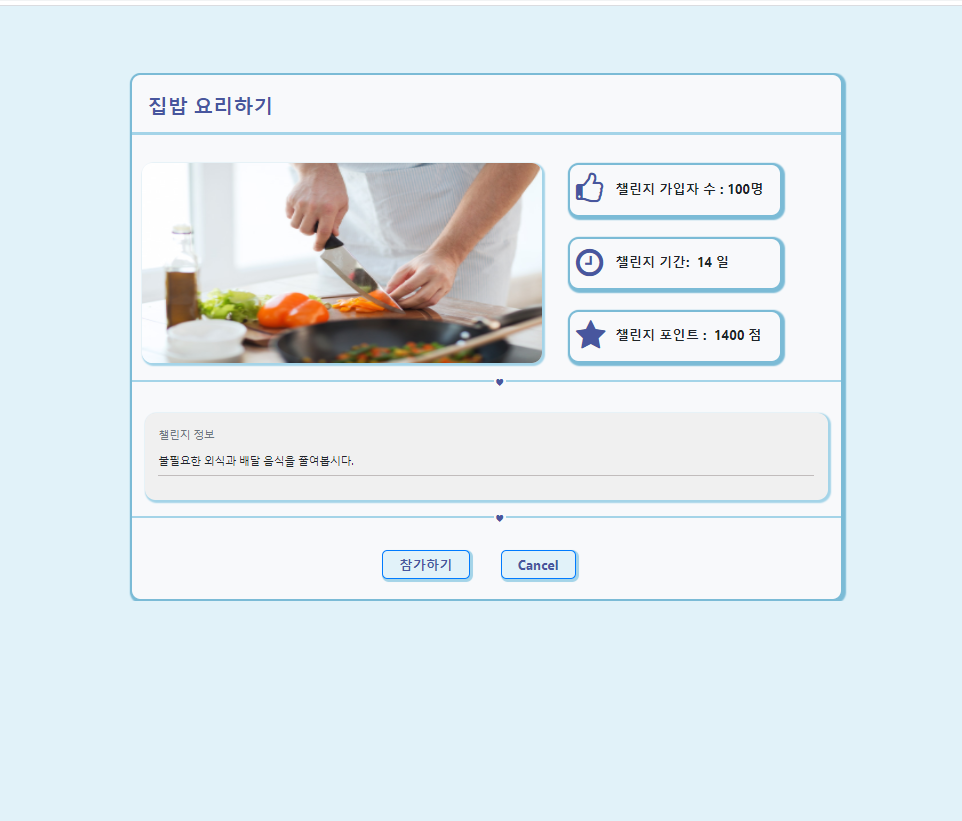 집밥 요리하기
챌린지 가입자 수 : 100명
챌린지 기간:  14 일
챌린지 포인트 :  1400 점
챌린지 정보
불필요한 외식과 배달 음식을 줄여봅시다.
참가하기
Cancel